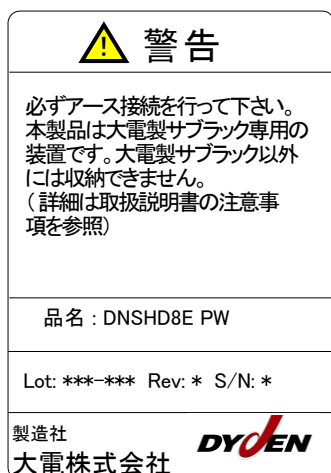 警告
必ずアース接続を行って下さい。
本製品は大電製サブラック専用の
装置です。大電製サブラック以外
には収納できません。
(詳細は取扱説明書の注意事
項を参照)
品名 : DNSHD8E PW
Lot: ***-*** Rev: * S/N: *
製造社
大電株式会社
DYDEN